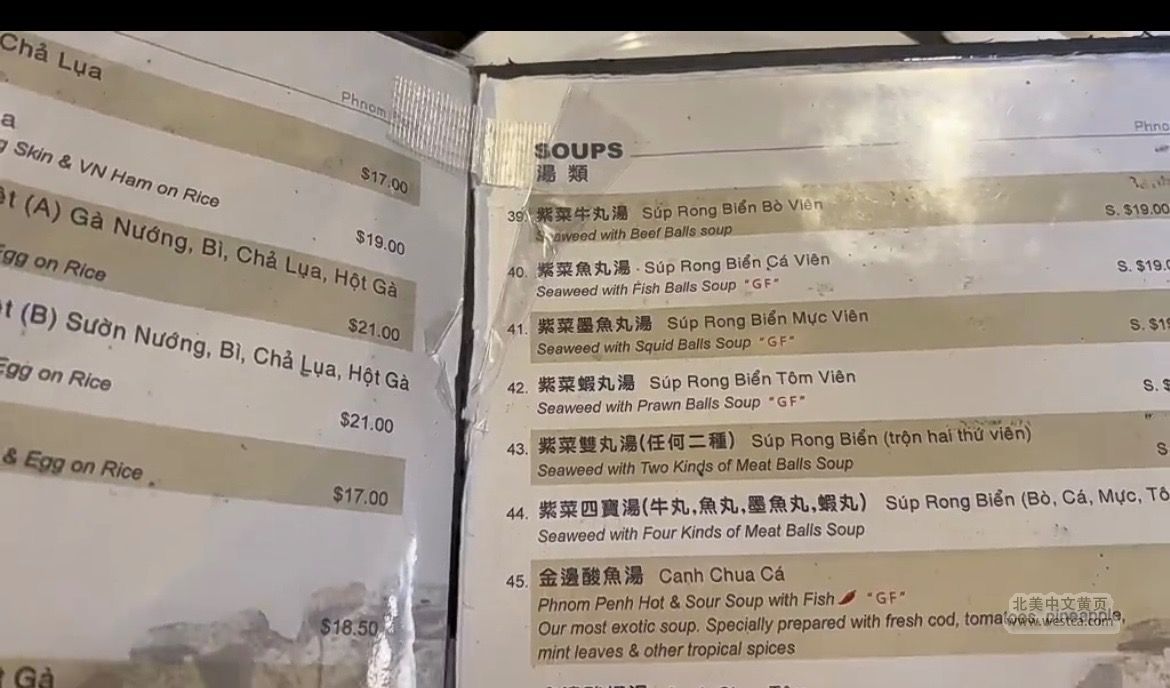 Chả Lụa
Phnom
$17.00
Skin & VN Ham on Rice
$19.00
(A) Gà Nướng, Bì, Chả Lụa, Hột Gà
Egg on Rice
$21.00
(B) Sườn Nướng, Bì, Chả Lụa, Hột Gà
Egg on Rice
$21.00
& Egg on Rice
$17.00
$18.50
Gà
Phno
SOUPS
湯 類
39. 紫菜牛丸湯 Súp Rong Biển Bò Viên S. $19.00
Seaweed with Beef Balls soup
40. 紫菜魚丸湯 . Súp Rong Biển Cá Viên S. $19.0
Seaweed with Fish Balls Soup "GF"
41. 紫菜墨魚丸湯 Súp Rong Biển Mực Viên S. $19
Seaweed with Squid Balls Soup "GF"
42. 紫菜蝦丸湯 Súp Rong Biển Tôm Viên S. $
Seaweed with Prawn Balls Soup "GF"
43. 紫菜雙丸湯(任何二種) Súp Rong Biển (trộn hai thứ viên) S
Seaweed with Two Kinds of Meat Balls Soup
44. 紫菜四寶湯(牛丸,魚丸,墨魚丸,蝦丸) Súp Rong Biển (Bò, Cá, Mực, Tô
Seaweed with Four Kinds of Meat Balls Soup
45. 金邊酸魚湯 Canh Chua Cá
Phnom Penh Hot & Sour Soup with Fish "GF"
Our most exotic soup. Specially prepared with fresh cod, tomatoes, pineapple,
mint leaves & other tropical spices
北美中文黄页
www.westca.com